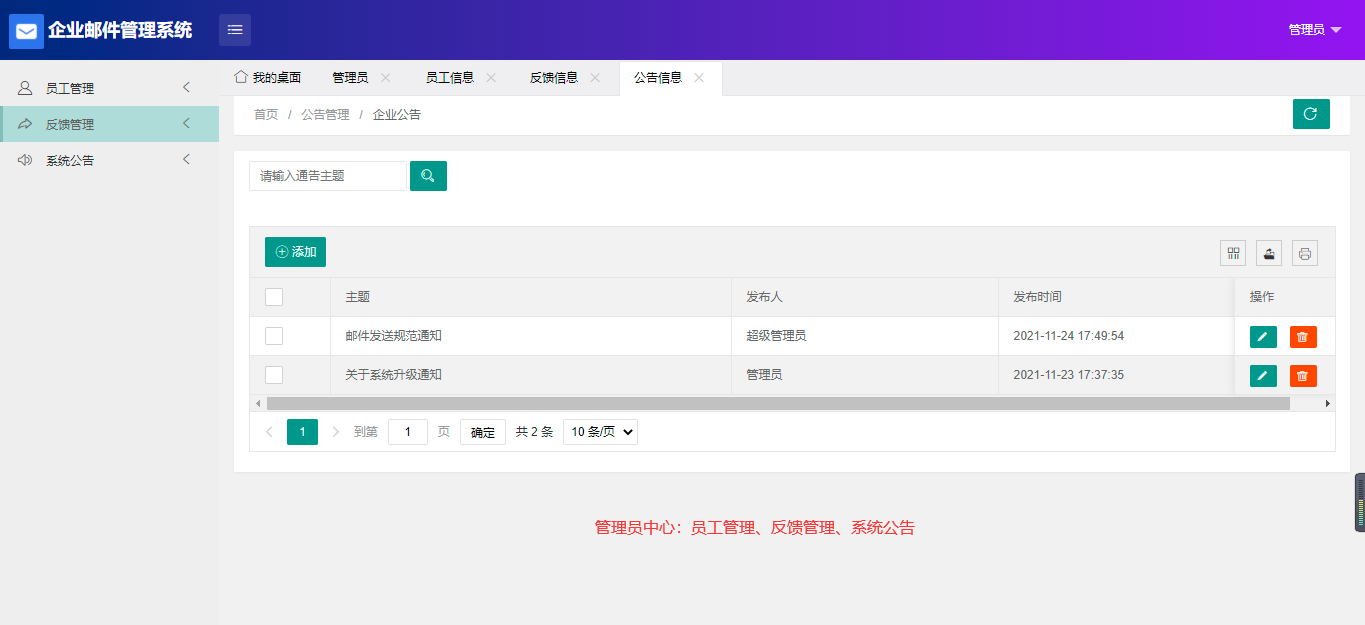 企业邮件管理系统
管理员
员工管理
反馈管理
系统公告
我的桌面 管理员 员工信息 反馈信息 公告信息
首页 / 公告管理 / 企业公告
请输入通告主题
添加
主题 发布人 发布时间 操作
邮件发送规范通知 超级管理员 2021-11-24 17:49:54
关于系统升级通知 管理员 2021-11-23 17:37:35
1 到第 1 页 确定 共 2 条 10 条/页
管理员中心：员工管理、反馈管理、系统公告